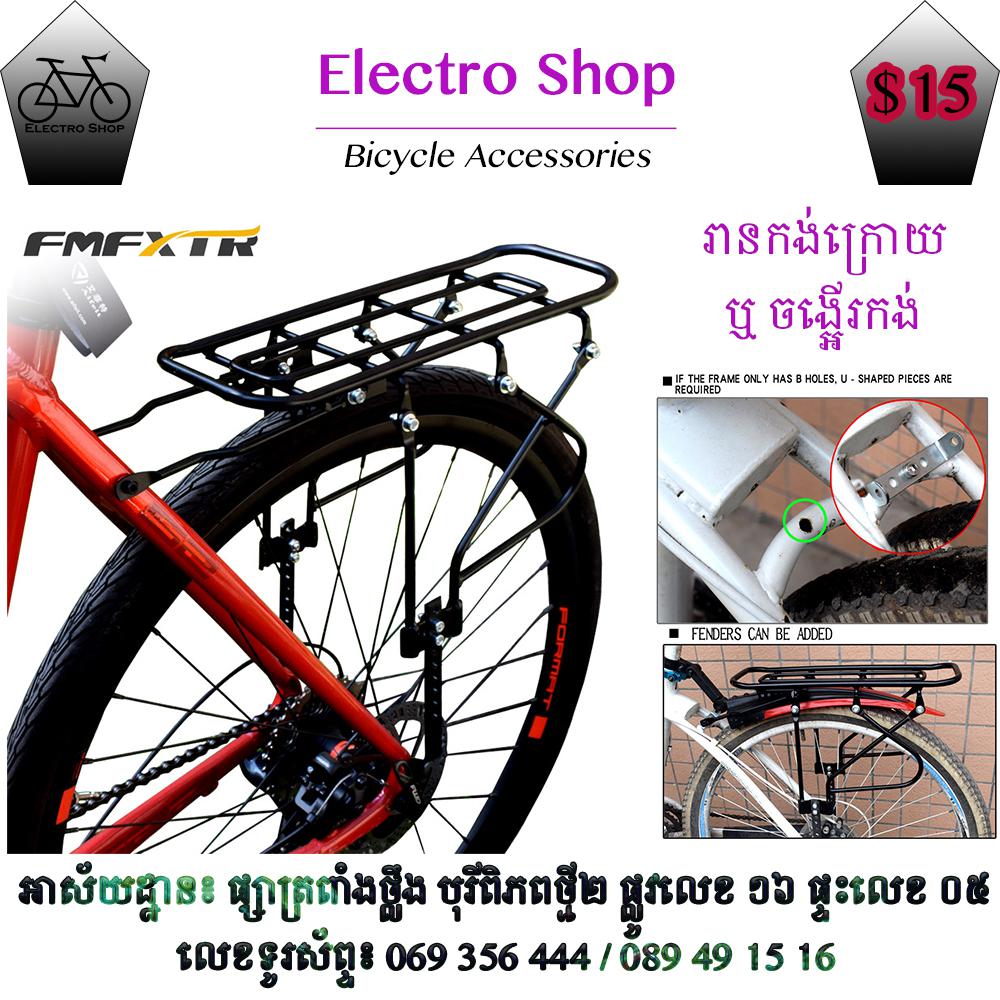 Electro Shop
$15
ELECTRO SHOP
Bicycle Accessories
FMFXTR
រានកង់ក្រោយ
ឬ ចង្អើរកង់
IF THE FRAME ONLY HAS B HOLES, U - SHAPED PIECES ARE
REQUIRED
FENDERS CAN BE ADDED
FORMAT
អាស័យដ្ឋាន៖ ផ្សាត្រពាំងថ្លឹង បុរីពិភពថ្មី២ ផ្លូវលេខ ១៦ ផ្ទះលេខ ០៥
លេខទូរស័ព្ទ៖ 069 356 444 / 089 49 15 16